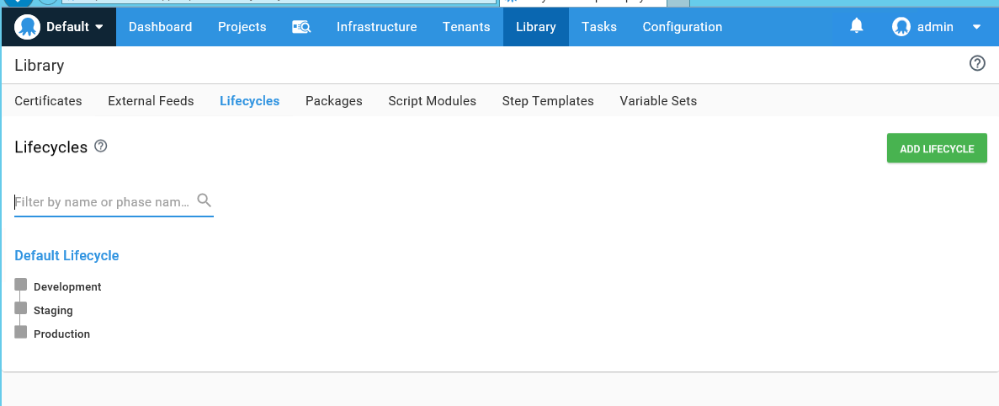 Default Dashboard Projects Infrastructure Tenants Library Tasks Configuration admin
Library
Certificates External Feeds Lifecycles Packages Script Modules Step Templates Variable Sets
Lifecycles
ADD LIFECYCLE
Filter by name or phase nam...
Default Lifecycle
Development
Staging
Production